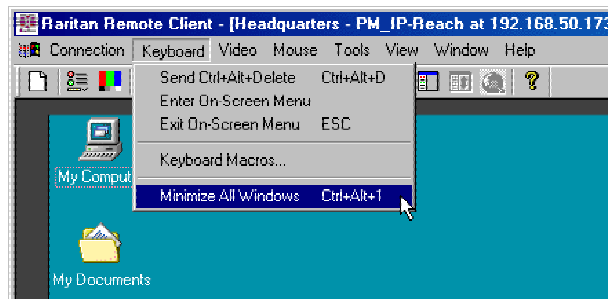 Raritan Remote Client - [Headquarters - PM_IP-Reach at 192.168.50.173
Connection Keyboard Video Mouse Tools View Window Help
Send Ctrl+Alt+Delete Ctrl+Alt+D
Enter On-Screen Menu
Exit On-Screen Menu ESC
Keyboard Macros...
Minimize All Windows Ctrl+Alt+1
My Comput
My Documents